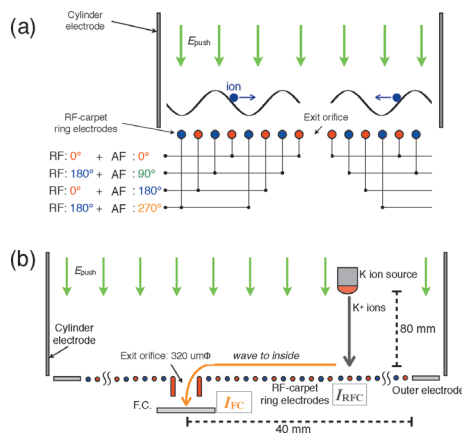 (a)
Cylinder
electrode
Epush
ion
RF-carpet
ring electrodes
Exit orifice
RF: 0° + AF : 0°
RF: 180° + AF : 90°
RF: 0° + AF : 180°
RF: 180° + AF : 270°
(b)
Epush
K ion source
K+ ions
80 mm
Cylinder
electrode
Exit orifice: 320 umΦ
wave to inside
F.C.
IFC
RF-carpet
ring electrodes
IRFC
Outer electrode
40 mm